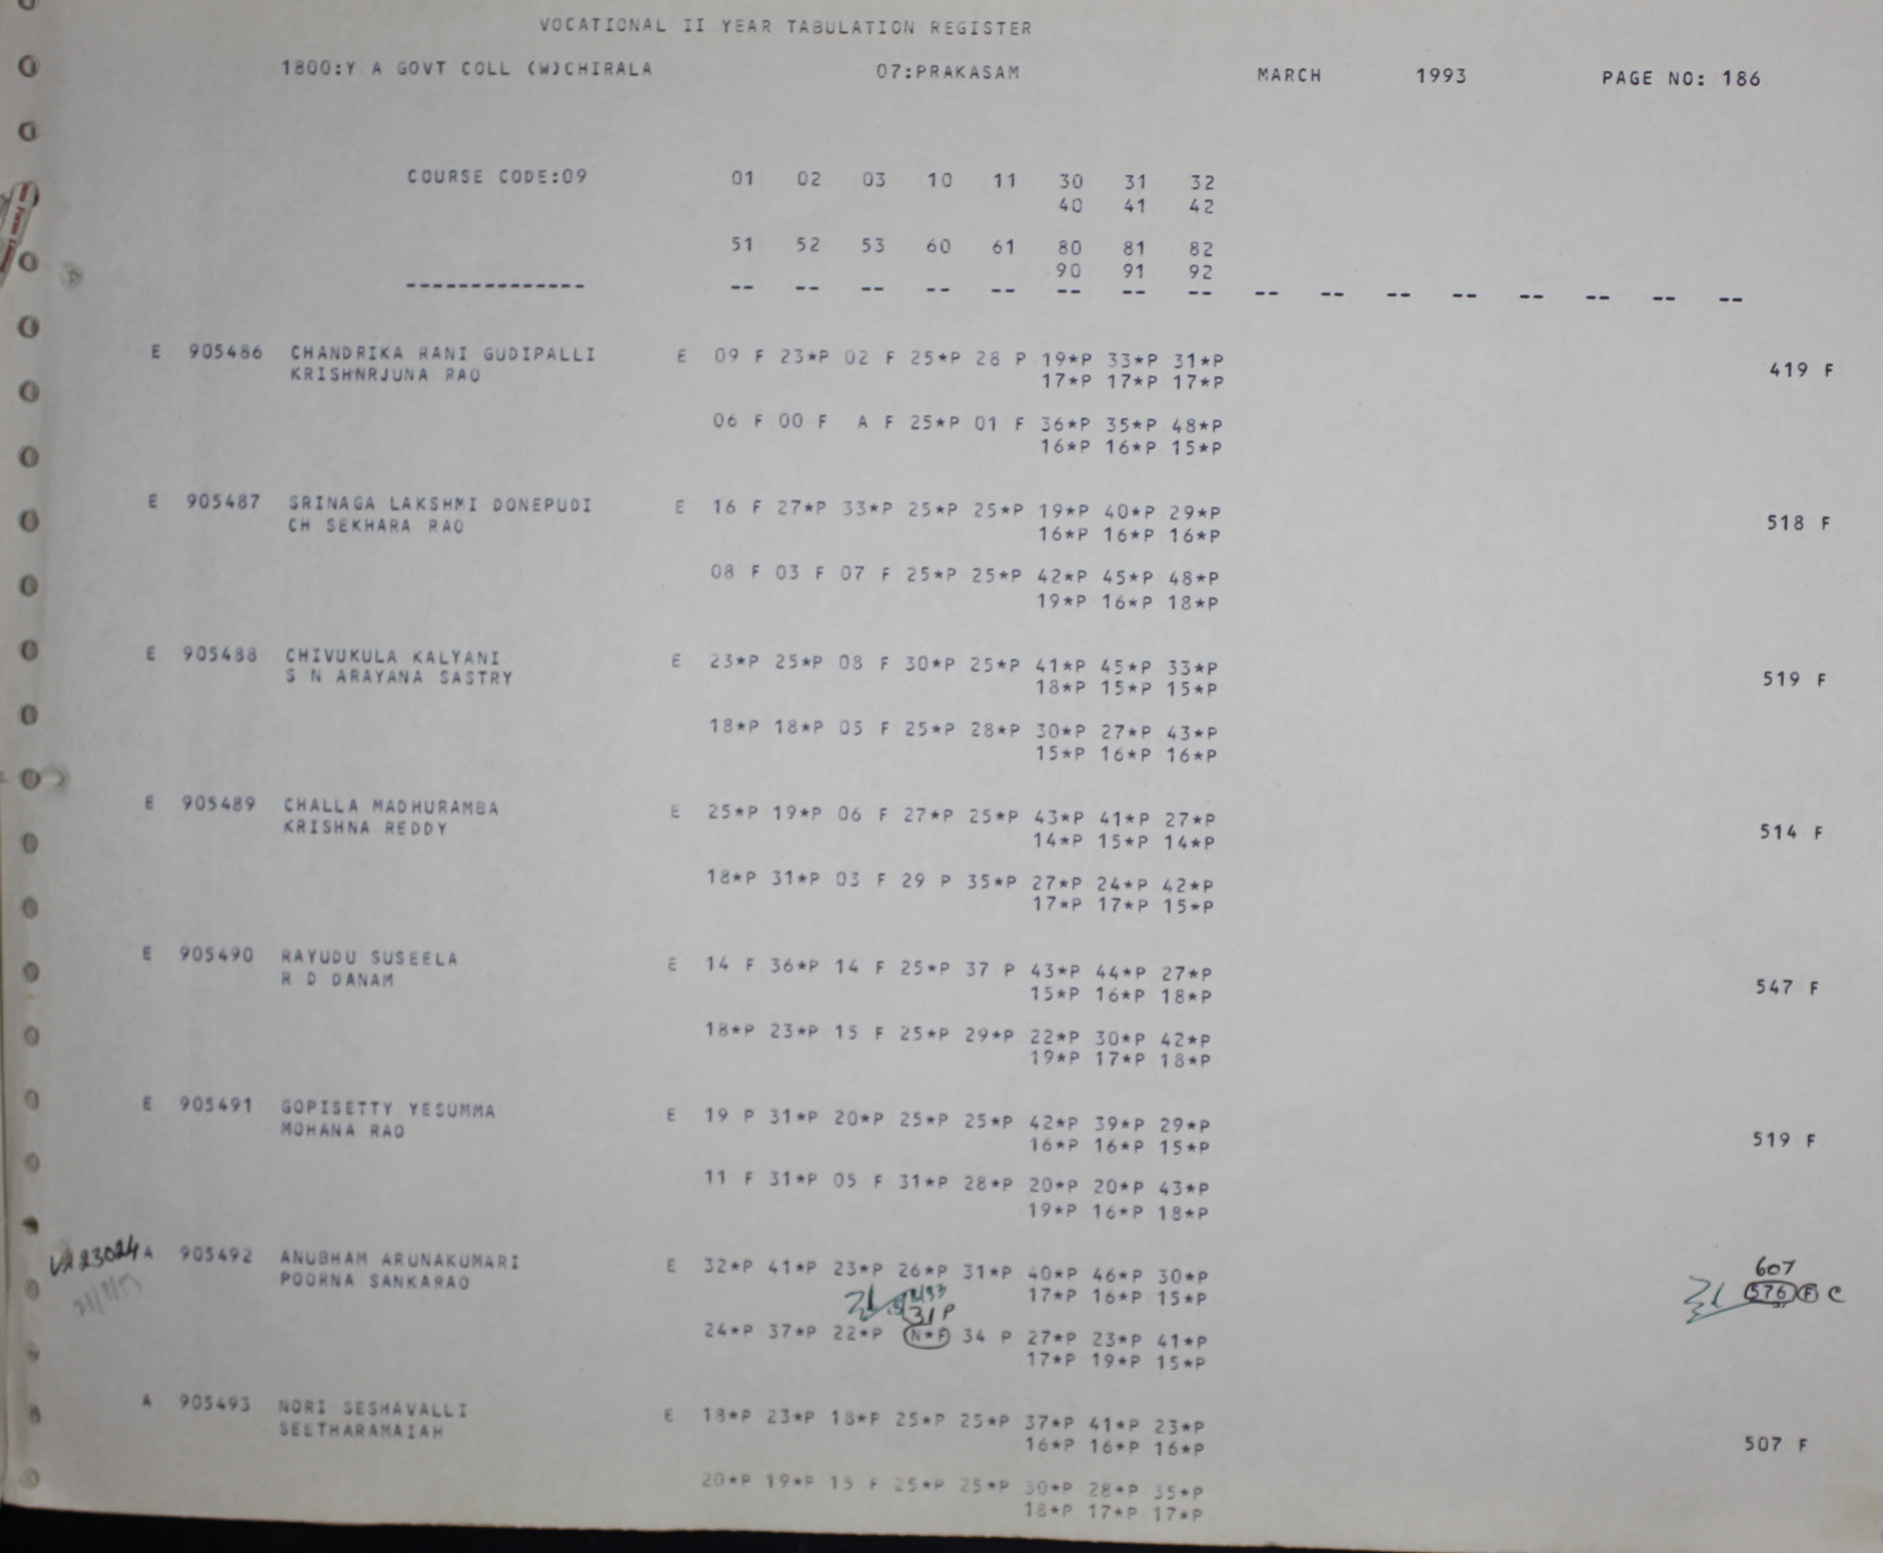 VOCATIONAL II YEAR TABULATION REGISTER
1800:Y A GOVT COLL (W)CHIRALA 07:PRAKASAM MARCH 1993 PAGE NO: 186
COURSE CODE:09 01 02 03 10 11 30 31 32
40 41 42
51 52 53 60 61 80 81 82
90 91 92
-------------- -- -- -- -- -- -- -- -- -- -- -- -- -- -- -- --
E 905486 CHANDRIKA RANI GUDIPALLI E 09 F 23*P 02 F 25*P 28 P 19*P 33*P 31*P 419 F
KRISHNRJUNA RAO 17*P 17*P 17*P
06 F 00 F A F 25*P 01 F 36*P 35*P 48*P
16*P 16*P 15*P
E 905487 SRINAGA LAKSHMI DONEPUDI E 16 F 27*P 33*P 25*P 25*P 19*P 40*P 29*P 518 F
CH SEKHARA RAO 16*P 16*P 16*P
08 F 03 F 07 F 25*P 25*P 42*P 45*P 48*P
19*P 16*P 18*P
E 905488 CHIVUKULA KALYANI E 23*P 25*P 08 F 30*P 25*P 41*P 45*P 33*P 519 F
S N ARAYANA SASTRY 18*P 15*P 15*P
18*P 18*P 05 F 25*P 28*P 30*P 27*P 43*P
15*P 16*P 16*P
E 905489 CHALLA MADHURAMBA E 25*P 19*P 06 F 27*P 25*P 43*P 41*P 27*P 514 F
KRISHNA REDDY 14*P 15*P 14*P
18*P 31*P 03 F 29 P 35*P 27*P 24*P 42*P
17*P 17*P 15*P
E 905490 RAYUDU SUSEELA E 14 F 36*P 14 F 25*P 37 P 43*P 44*P 27*P 547 F
R D DANAM 15*P 16*P 18*P
18*P 23*P 15 F 25*P 29*P 22*P 30*P 42*P
19*P 17*P 18*P
E 905491 GOPISETTY YESUMMA E 19 P 31*P 20*P 25*P 25*P 42*P 39*P 29*P 519 F
MOHANA RAO 16*P 16*P 15*P
11 F 31*P 05 F 31*P 28*P 20*P 20*P 43*P
19*P 16*P 18*P
A 905492 ANUBHAM ARUNAKUMARI E 32*P 41*P 23*P 26*P 31*P 40*P 46*P 30*P 607
POORNA SANKARAO 17*P 16*P 15*P 576 F C
31 P
24*P 37*P 22*P N*F 34 P 27*P 23*P 41*P
17*P 19*P 15*P
A 905493 NORI SESHAVALLI E 18*P 23*P 18*P 25*P 25*P 37*P 41*P 23*P 507 F
SEETHARAMAIAH 16*P 16*P 16*P
20*P 19*P 15 F 25*P 25*P 30*P 28*P 35*P
18*P 17*P 17*P